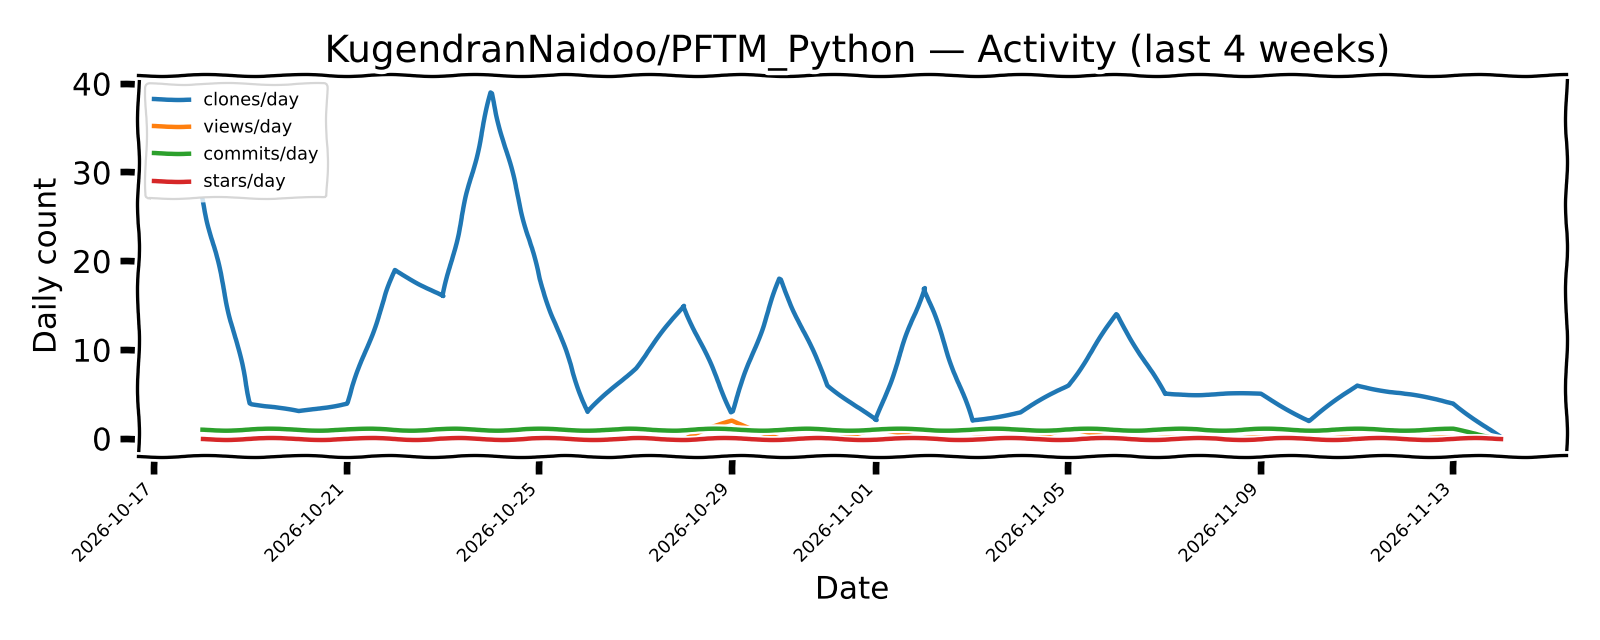 KugendranNaidoo/PFTM_Python — Activity (last 4 weeks)
40
30
20
10
0
Daily count
clones/day
views/day
commits/day
stars/day
2026-10-17
2026-10-21
2026-10-25
2026-10-29
2026-11-01
2026-11-05
2026-11-09
2026-11-13
Date